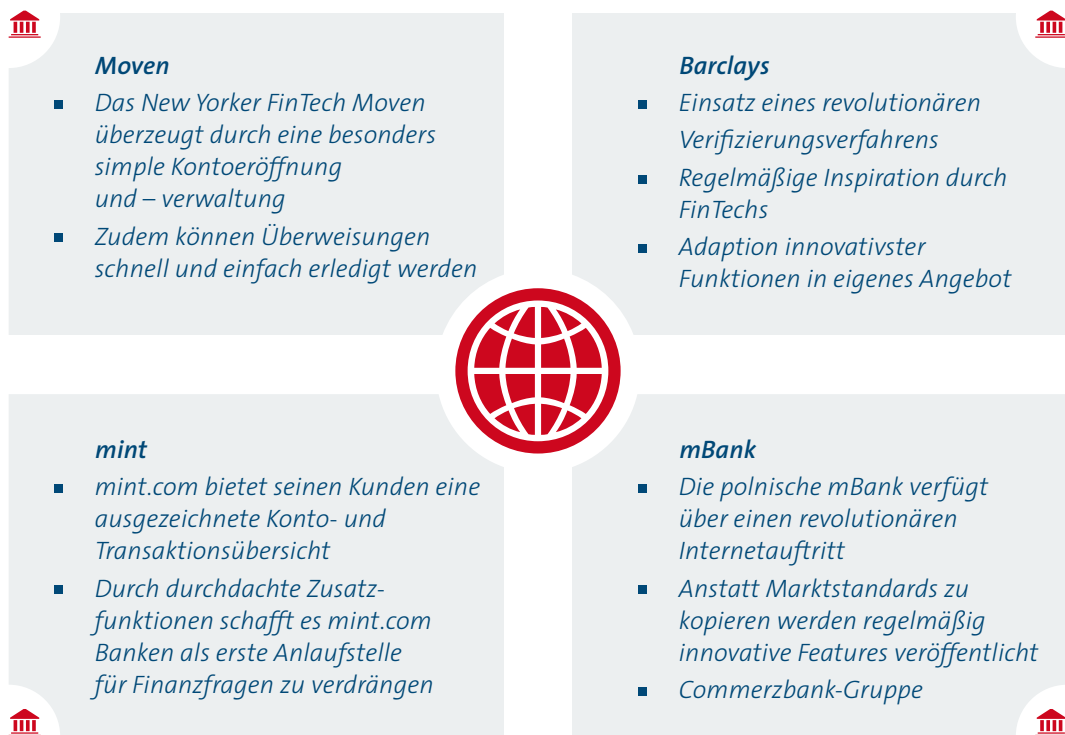 Moven
Das New Yorker FinTech Moven
überzeugt durch eine besonders
simple Kontoeröffnung
und – verwaltung
Zudem können Überweisungen
schnell und einfach erledigt werden
Barclays
Einsatz eines revolutionären
Verifizierungsverfahrens
Regelmäßige Inspiration durch
FinTechs
Adaption innovativster
Funktionen in eigenes Angebot
mint
mint.com bietet seinen Kunden eine
ausgezeichnete Konto- und
Transaktionsübersicht
Durch durchdachte Zusatz-
funktionen schafft es mint.com
Banken als erste Anlaufstelle
für Finanzfragen zu verdrängen
mBank
Die polnische mBank verfügt
über einen revolutionären
Internetauftritt
Anstatt Marktstandards zu
kopieren werden regelmäßig
innovative Features veröffentlicht
Commerzbank-Gruppe